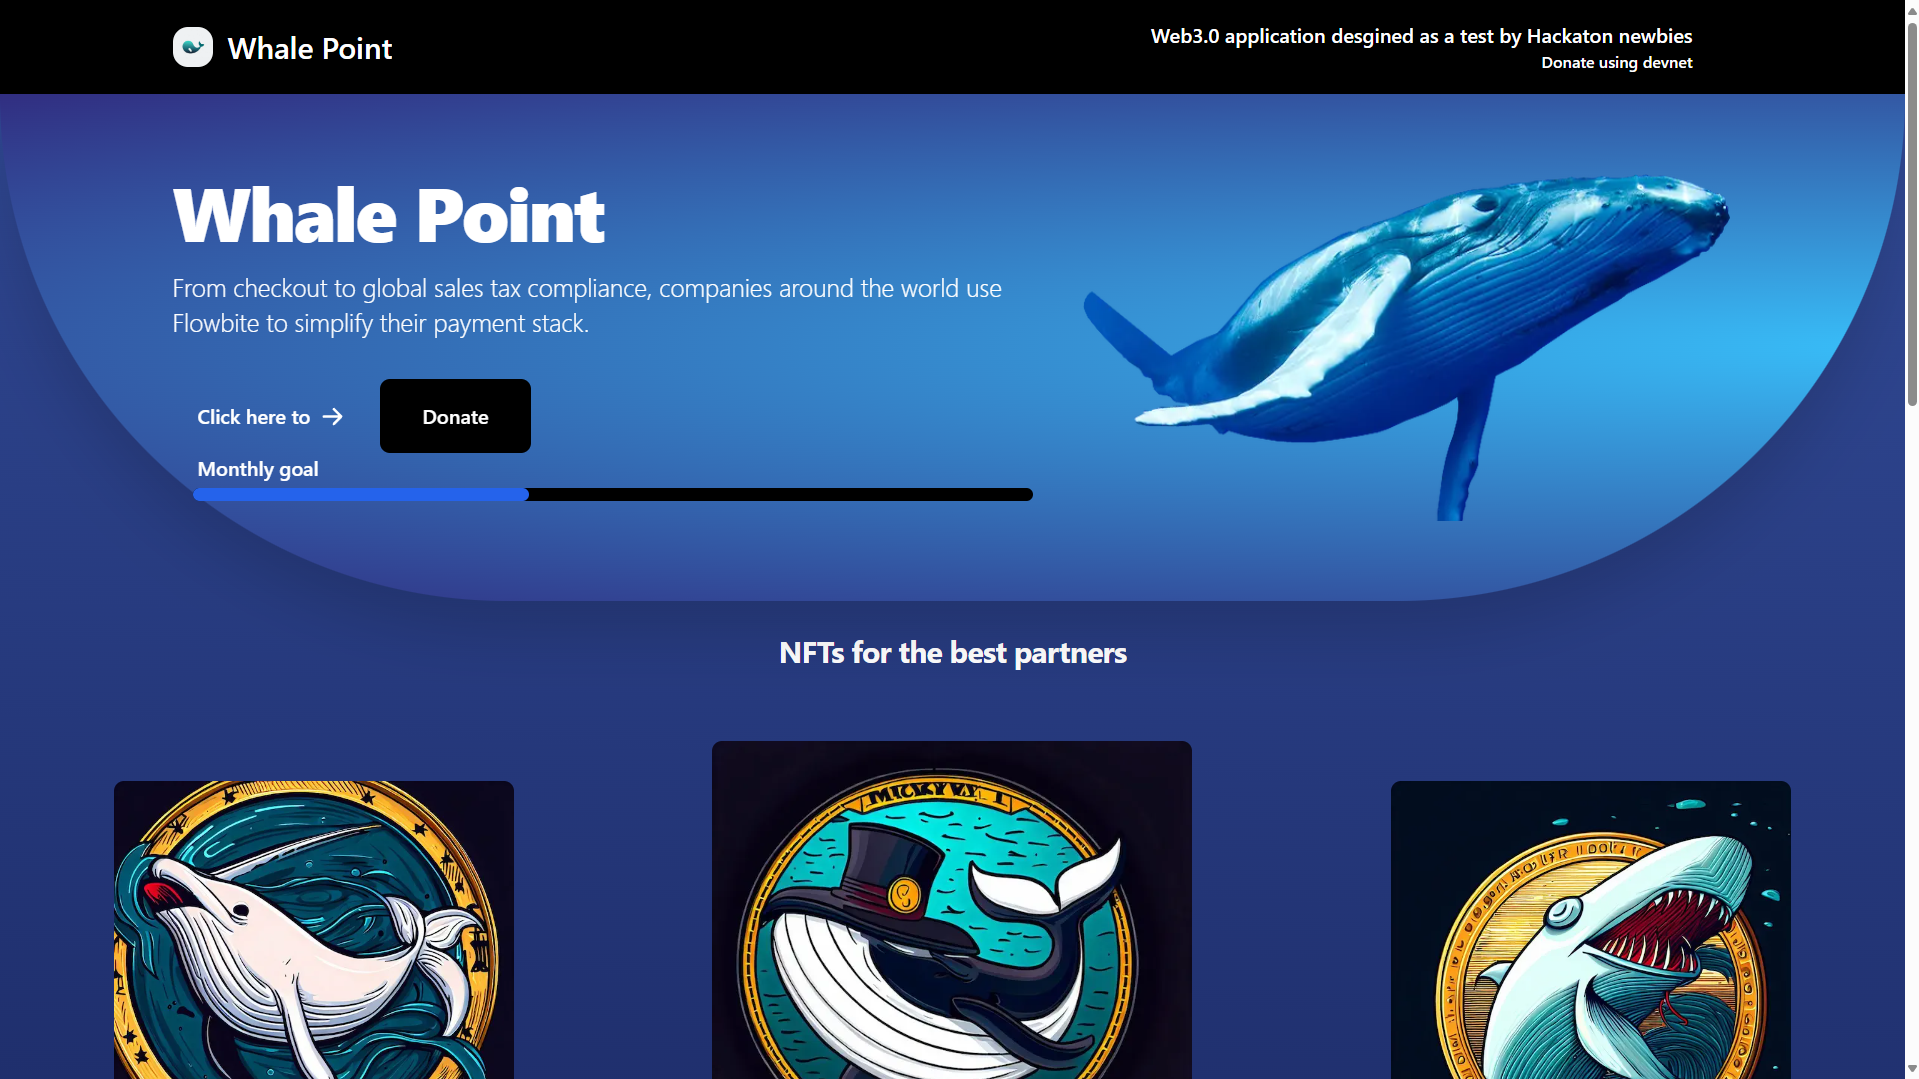 Whale Point
Web3.0 application desgined as a test by Hackaton newbies
Donate using devnet
Whale Point
From checkout to global sales tax compliance, companies around the world use
Flowbite to simplify their payment stack.
Click here to
Donate
Monthly goal
NFTs for the best partners